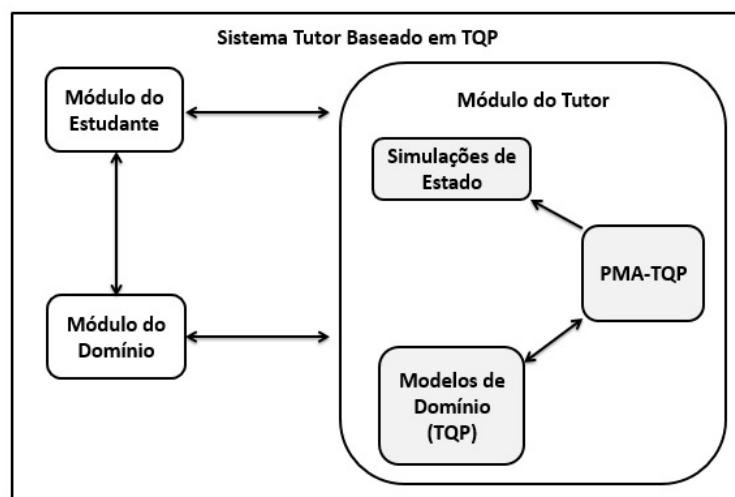 Sistema Tutor Baseado em TQP
Módulo do
Estudante
Módulo do Tutor
Simulações de
Estado
PMA-TQP
Módulo do
Domínio
Modelos de
Domínio
(TQP)